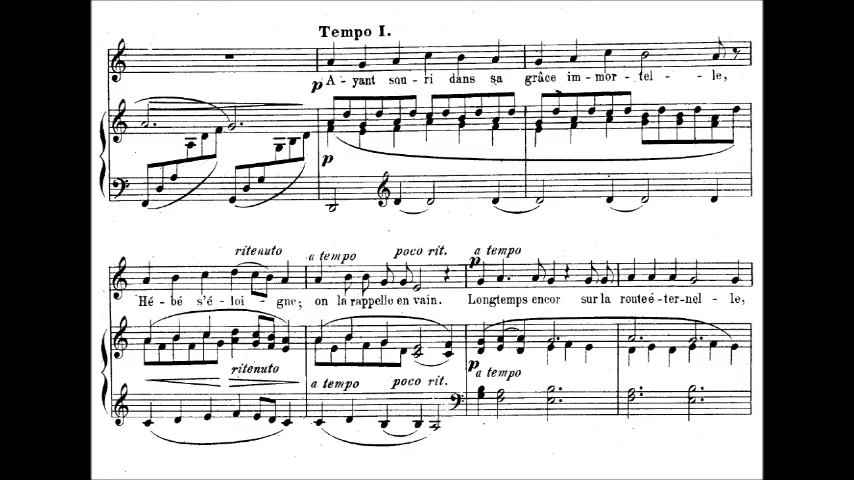 Tempo I.
p A - yant sou - ri dans sa grâce im - mor - tel - le,
p
ritenuto a tempo poco rit. a tempo
p
Hé - bé s'é - loi - gne; on la rappelle en vain. Longtemps encor sur la route é - ter - nel - le,
ritenuto
p
a tempo poco rit. a tempo